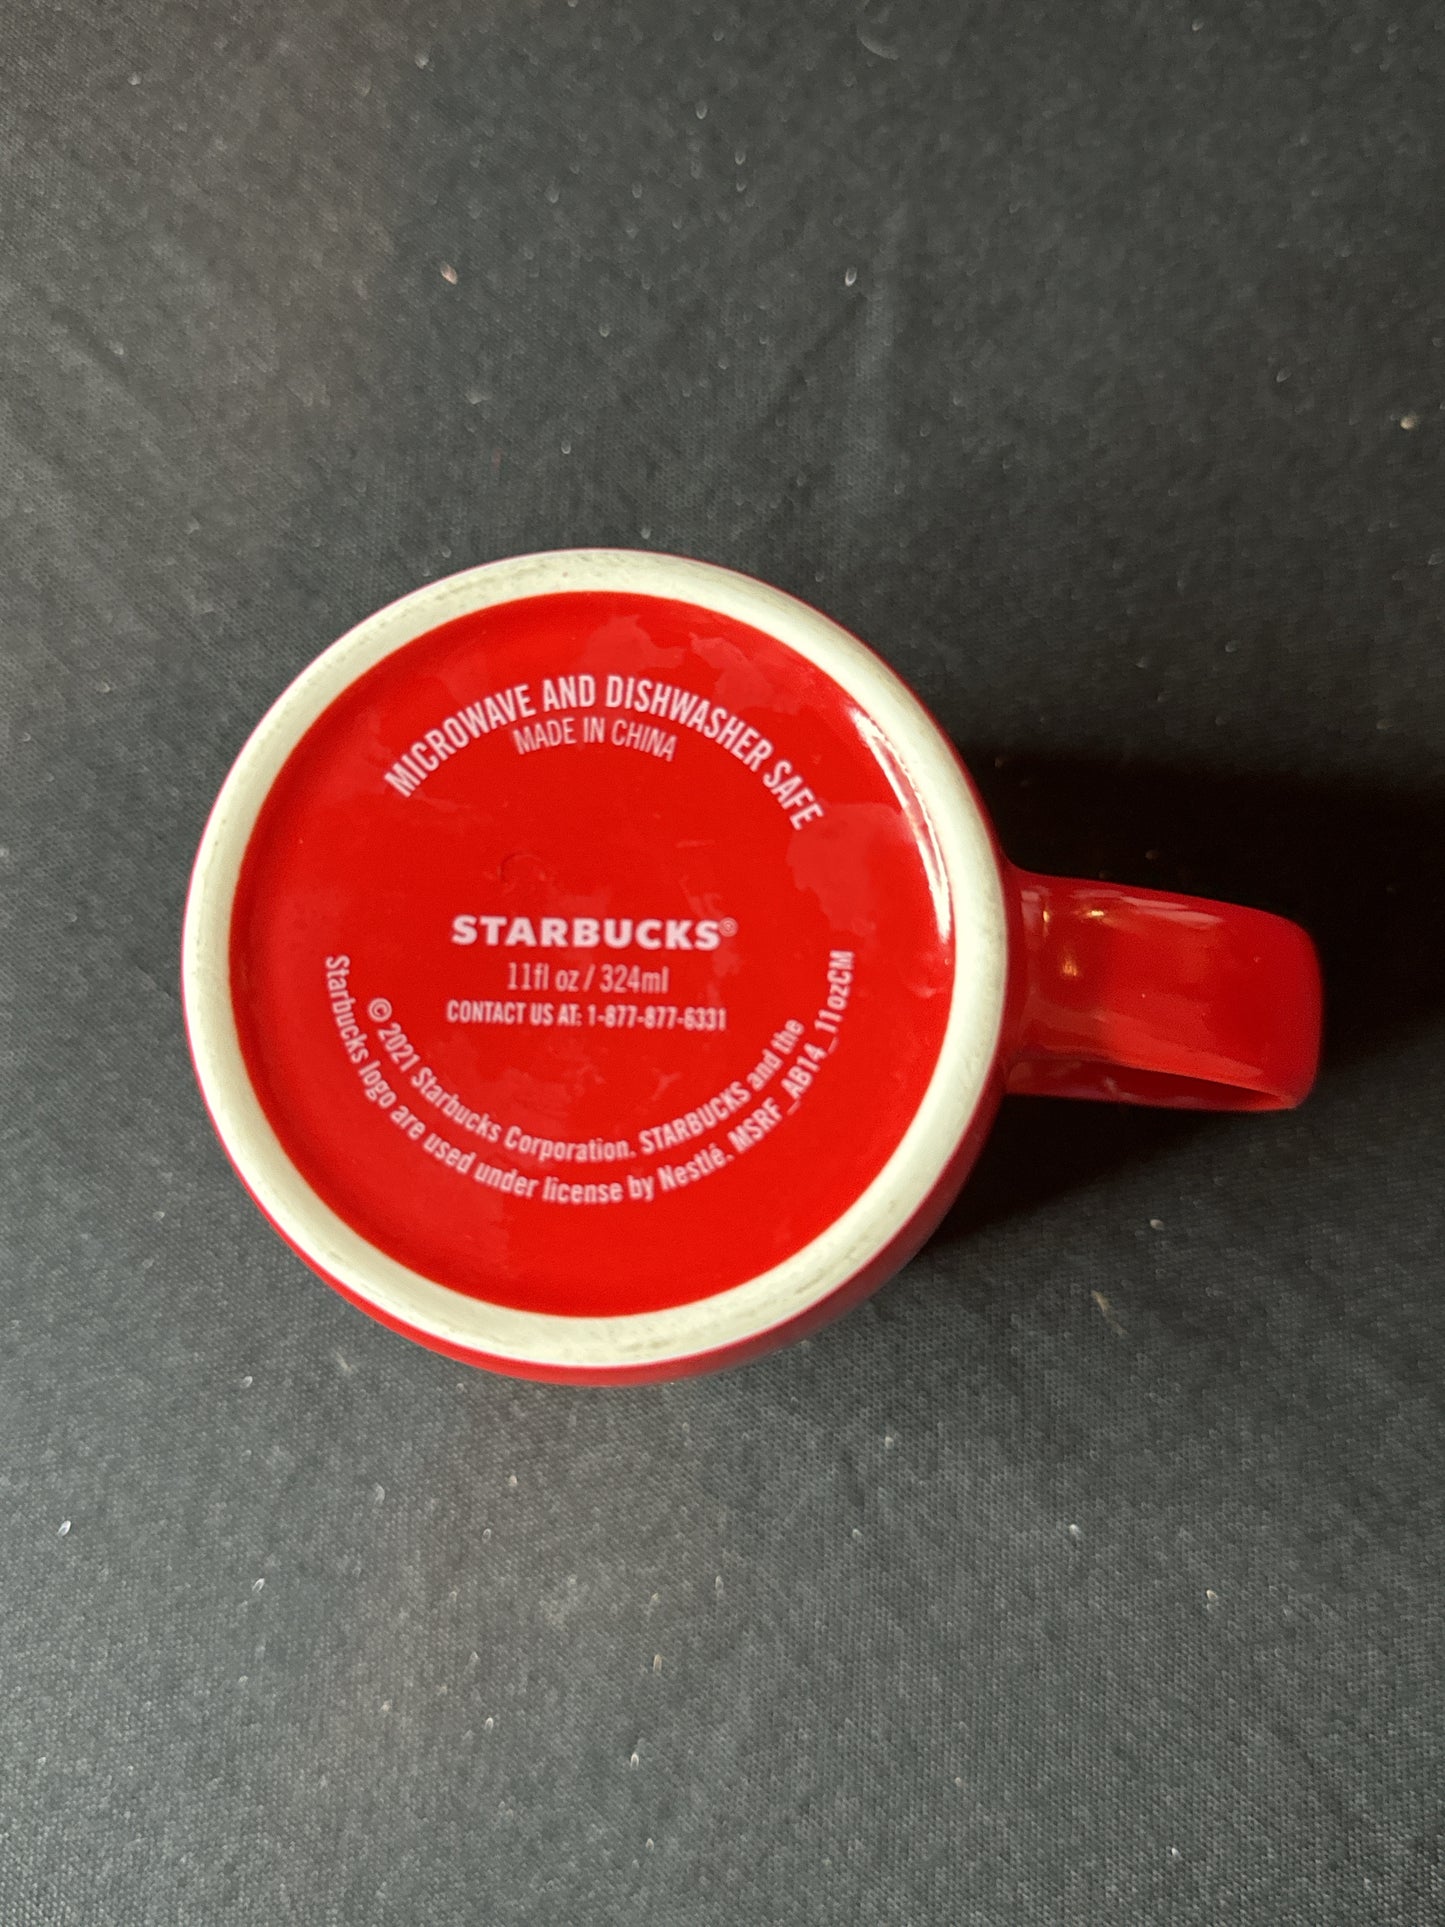 MICROWAVE AND DISHWASHER SAFE
MADE IN CHINA
STARBUCKS®
11fl oz / 324ml
CONTACT US AT: 1-877-877-6331
© 2021 Starbucks Corporation. STARBUCKS and the
Starbucks logo are used under license by Nestlé. MSRF_AB14_11ozCM